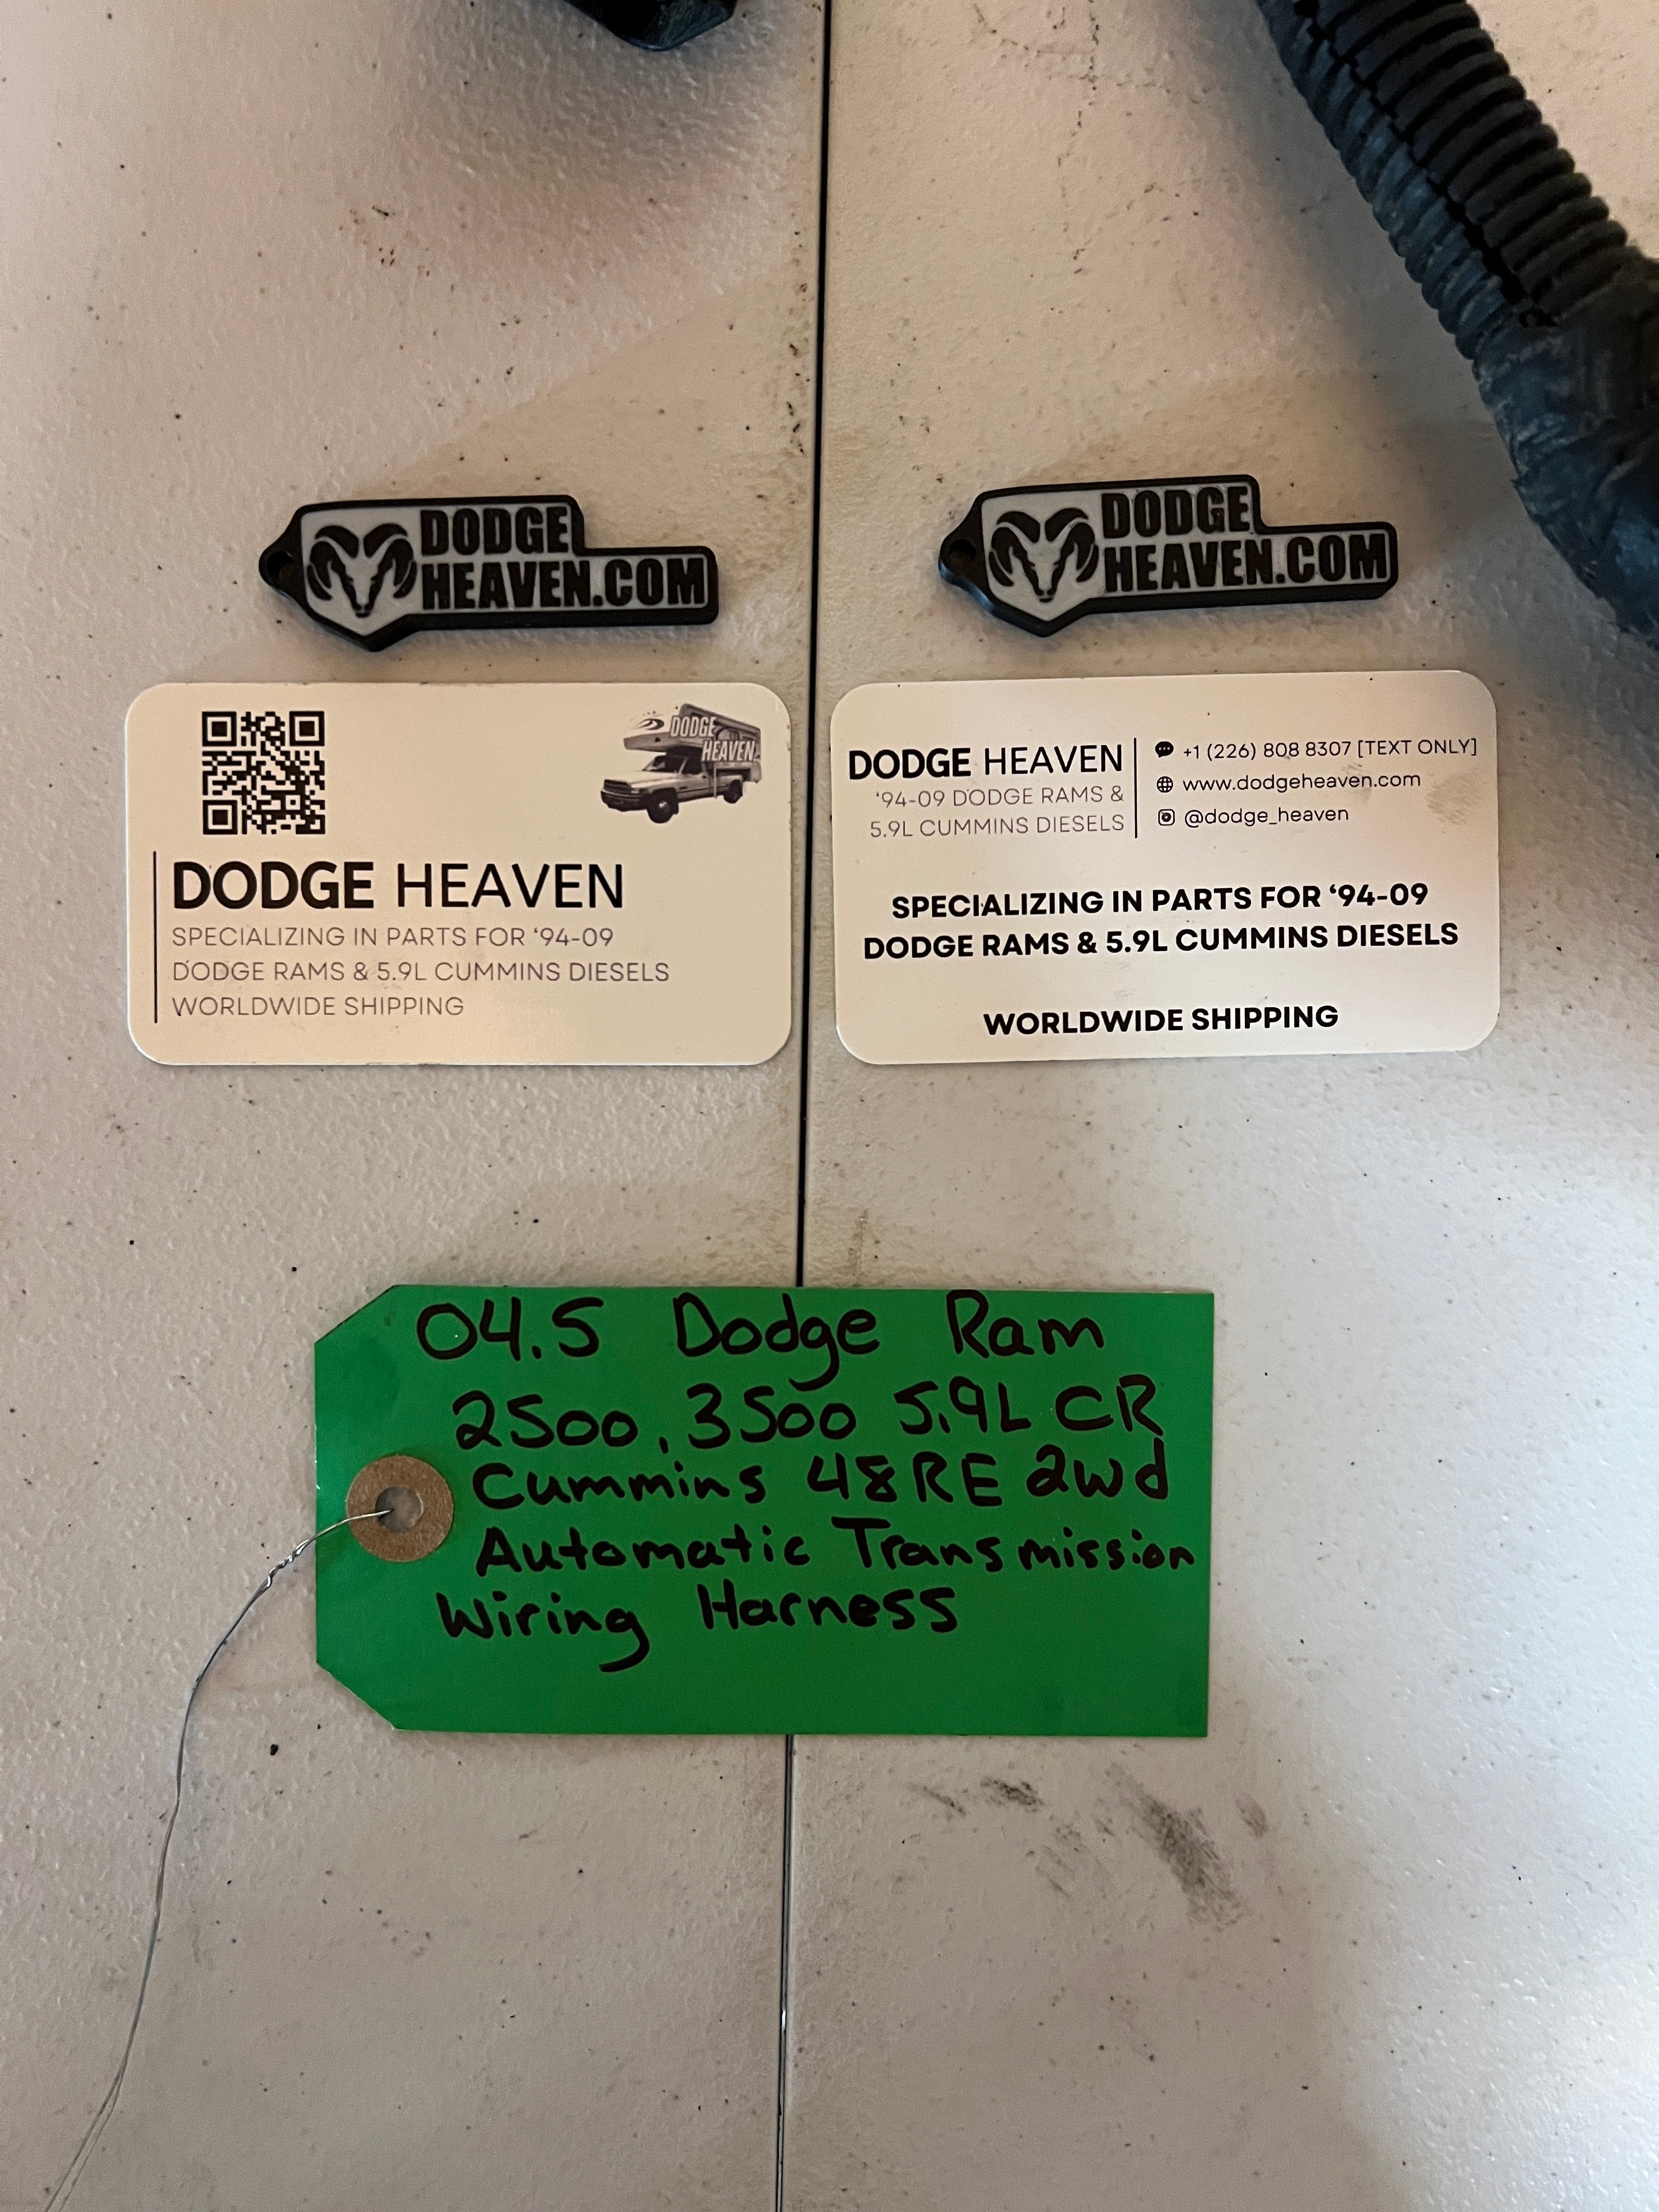 DODGE
HEAVEN.COM
DODGE
HEAVEN.COM
DODGE
HEAVEN
DODGE HEAVEN
SPECIALIZING IN PARTS FOR ‘94-09
DODGE RAMS & 5.9L CUMMINS DIESELS
WORLDWIDE SHIPPING
DODGE HEAVEN
‘94-09 DODGE RAMS &
5.9L CUMMINS DIESELS
+1 (226) 808 8307 [TEXT ONLY]
www.dodgeheaven.com
@dodge_heaven
SPECIALIZING IN PARTS FOR ‘94-09
DODGE RAMS & 5.9L CUMMINS DIESELS
WORLDWIDE SHIPPING
04.5 Dodge Ram
2500, 3500 5.9L CR
Cummins 48RE 2wd
Automatic Transmission
Wiring Harness